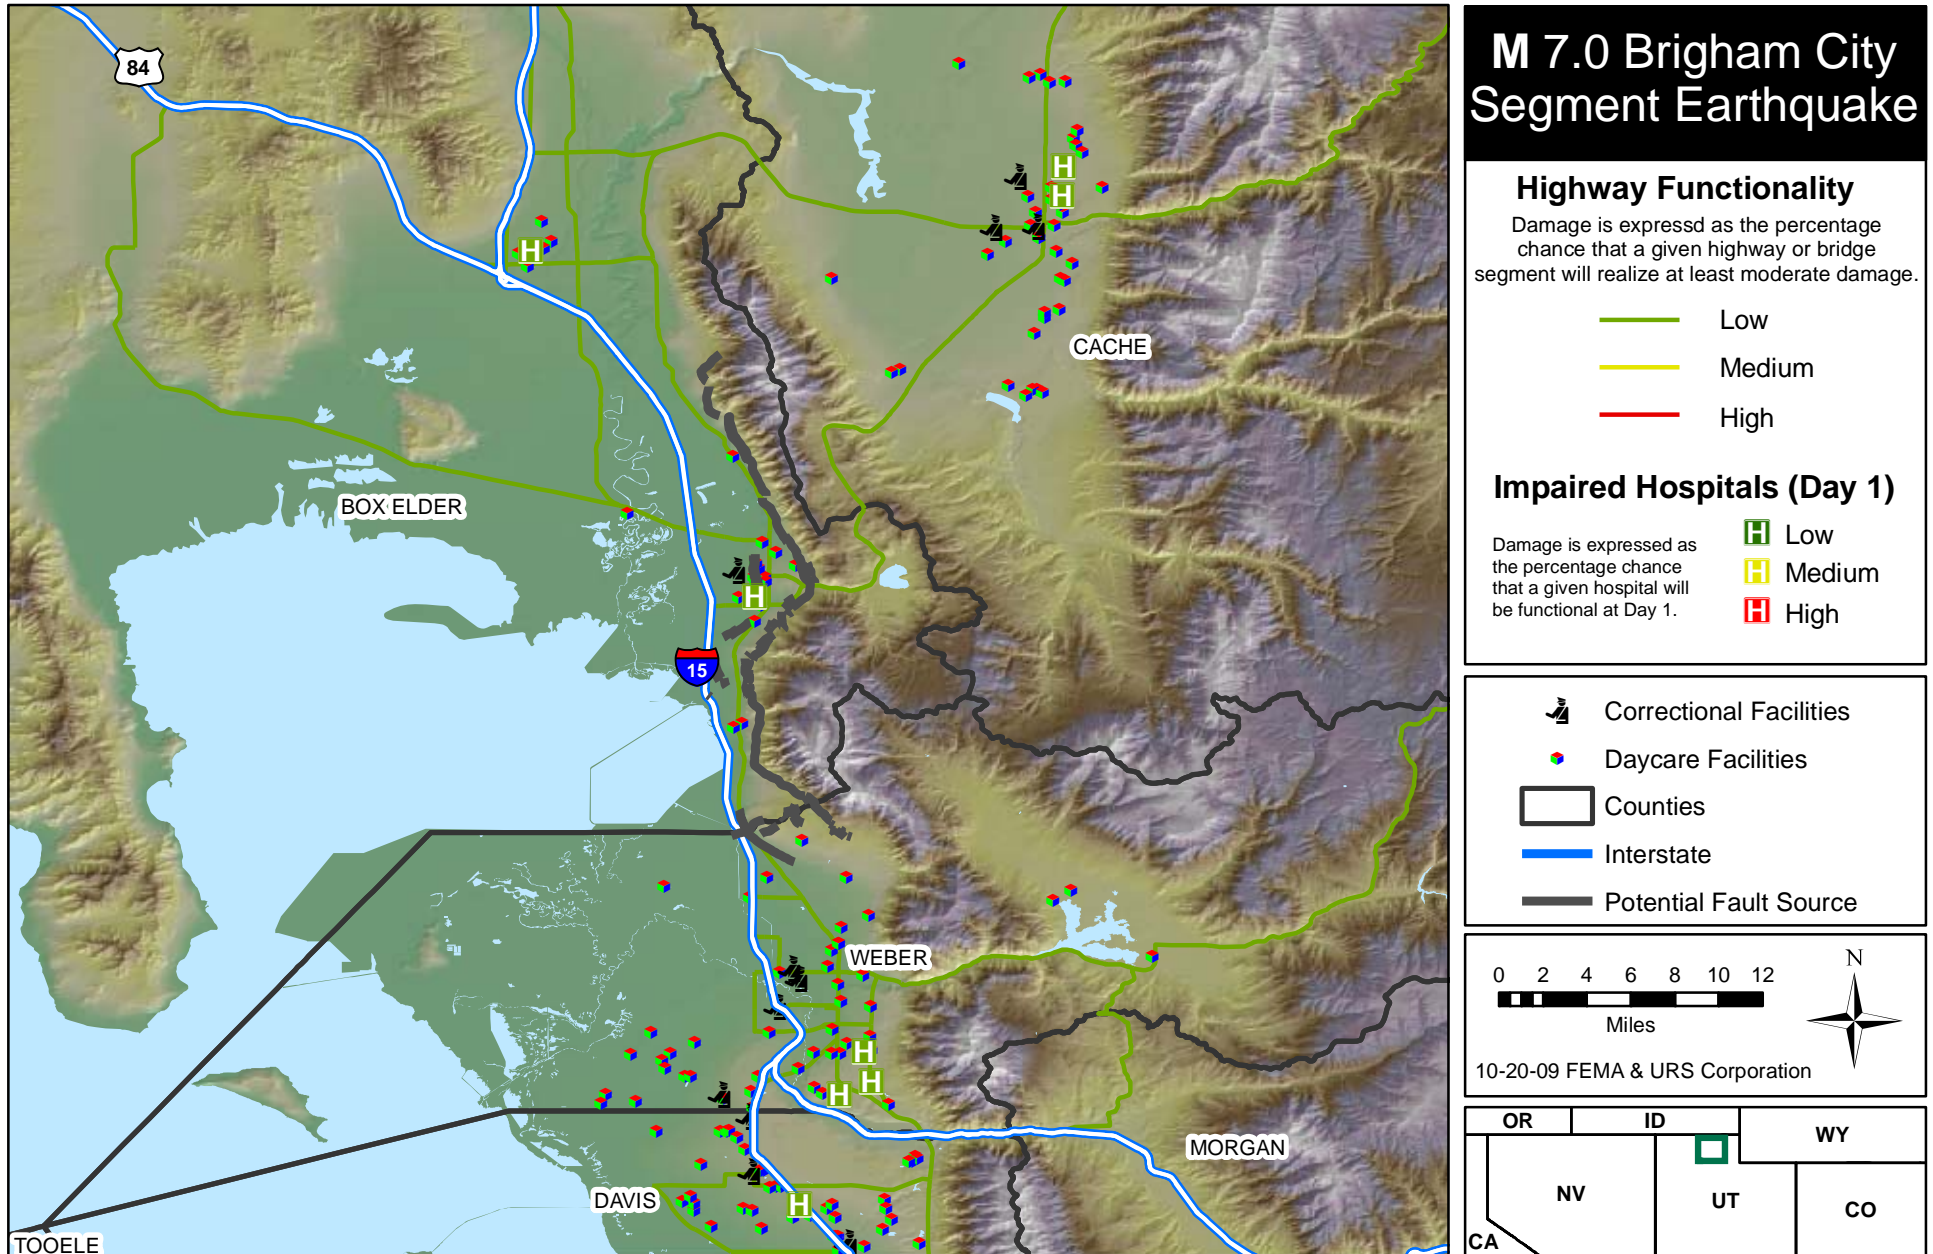 84
CACHE
BOX ELDER
15
WEBER
MORGAN
DAVIS
TOOELE
H
H
H
H
H
H
H
H
M 7.0 Brigham City
Segment Earthquake
Highway Functionality
Damage is expressd as the percentage
chance that a given highway or bridge
segment will realize at least moderate damage.
Low
Medium
High
Impaired Hospitals (Day 1)
Damage is expressed as
the percentage chance
that a given hospital will
be functional at Day 1.
H Low
H Medium
H High
Correctional Facilities
Daycare Facilities
Counties
Interstate
Potential Fault Source
N
0 2 4 6 8 10 12
Miles
10-20-09 FEMA & URS Corporation
OR ID WY
NV UT CO
CA